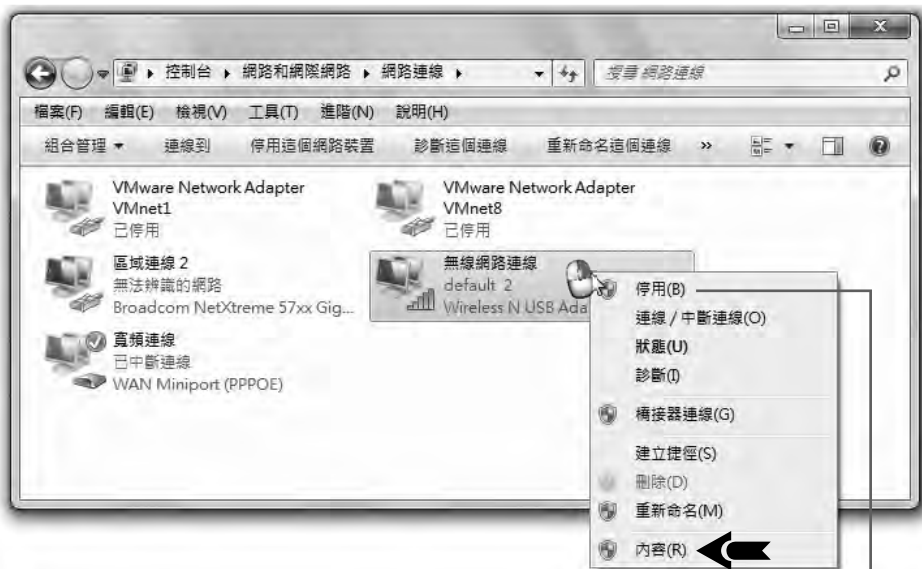 控制台 ▸ 網路和網際網路 ▸ 網路連線 ▸
搜尋 網路連線
檔案(F) 編輯(E) 檢視(V) 工具(T) 進階(N) 說明(H)
組合管理 連線到 停用這個網路裝置 診斷這個連線 重新命名這個連線 »
VMware Network Adapter
VMnet1
已停用
VMware Network Adapter
VMnet8
已停用
區域連線 2
無法辨識的網路
Broadcom NetXtreme 57xx Gig...
無線網路連線
default 2
Wireless N USB Ada
寬頻連線
已中斷連線
WAN Miniport (PPPOE)
停用(B)
連線 / 中斷連線(O)
狀態(U)
診斷(I)
橋接器連線(G)
建立捷徑(S)
刪除(D)
重新命名(M)
內容(R)